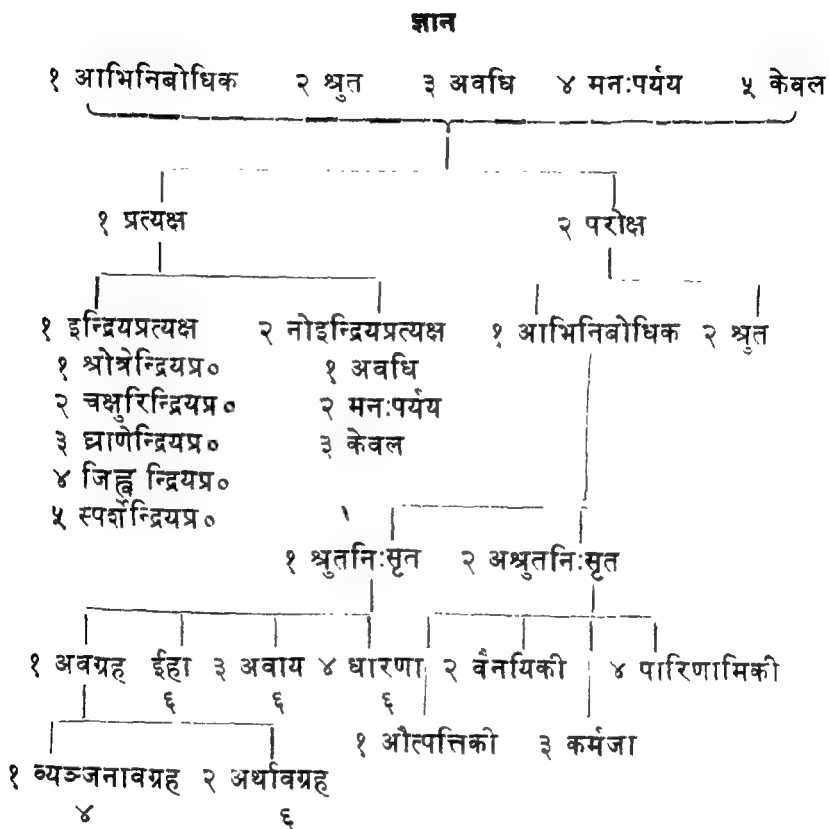 ज्ञान
१ आभिनिबोधिक २ श्रुत ३ अवधि ४ मनःपर्यय ५ केवल
१ प्रत्यक्ष २ परोक्ष
१ इन्द्रियप्रत्यक्ष २ नोइन्द्रियप्रत्यक्ष १ आभिनिबोधिक २ श्रुत
१ श्रोत्रेन्द्रियप्र० १ अवधि
२ चक्षुरिन्द्रियप्र० २ मनःपर्यय
३ घ्राणेन्द्रियप्र० ३ केवल
४ जिह्व न्द्रियप्र०
५ स्पर्शेन्द्रियप्र०
१ श्रुतनिःसृत २ अश्रुतनिःसृत
१ अवग्रह ईहा ३ अवाय ४ धारणा २ वैनयिकी ४ पारिणामिकी
६ ६ ६
१ औत्पत्तिकी ३ कर्मजा
१ व्यञ्जनावग्रह २ अर्थावग्रह
४ ६